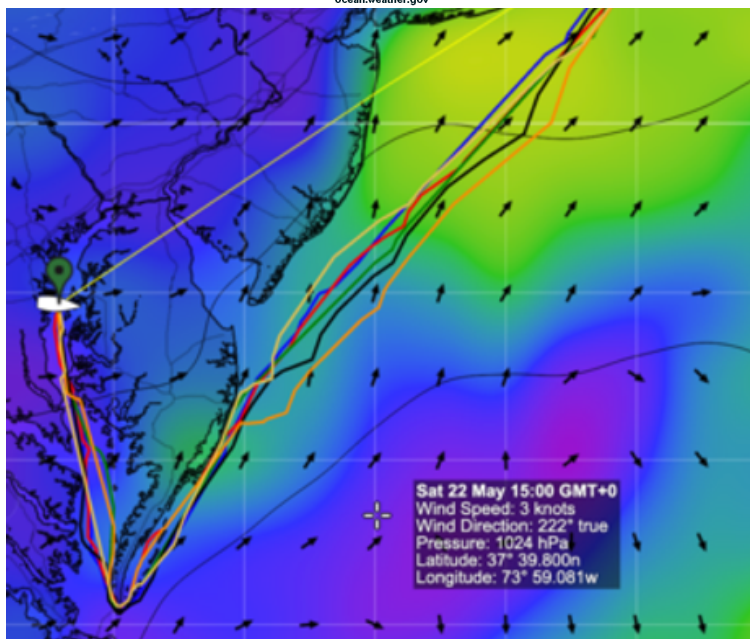 ocean.weather.gov
Sat 22 May 15:00 GMT+0
Wind Speed: 3 knots
Wind Direction: 222° true
Pressure: 1024 hPa
Latitude: 37° 39.800n
Longitude: 73° 59.081w